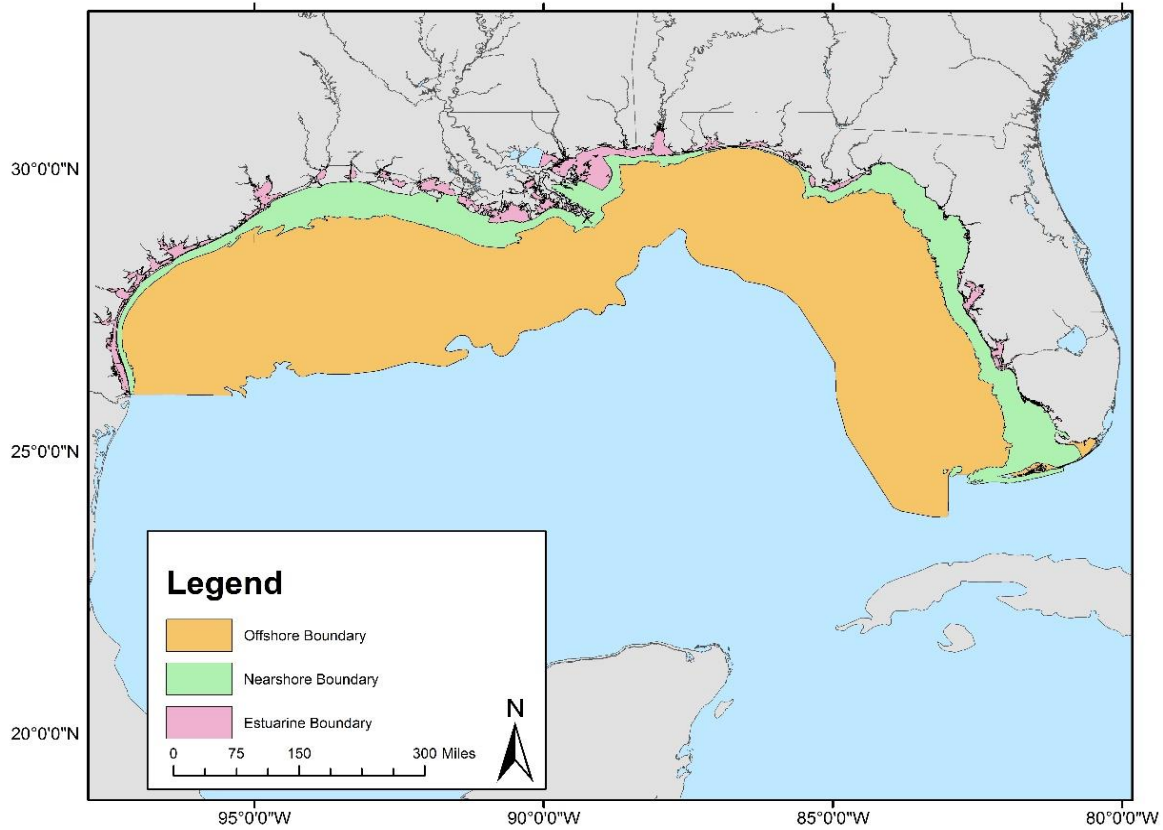 30°0'0"N
25°0'0"N
20°0'0"N
Legend
Offshore Boundary
Nearshore Boundary
Estuarine Boundary
0 75 150 300 Miles
N
95°0'0"W 90°0'0"W 85°0'0"W 80°0'0"W